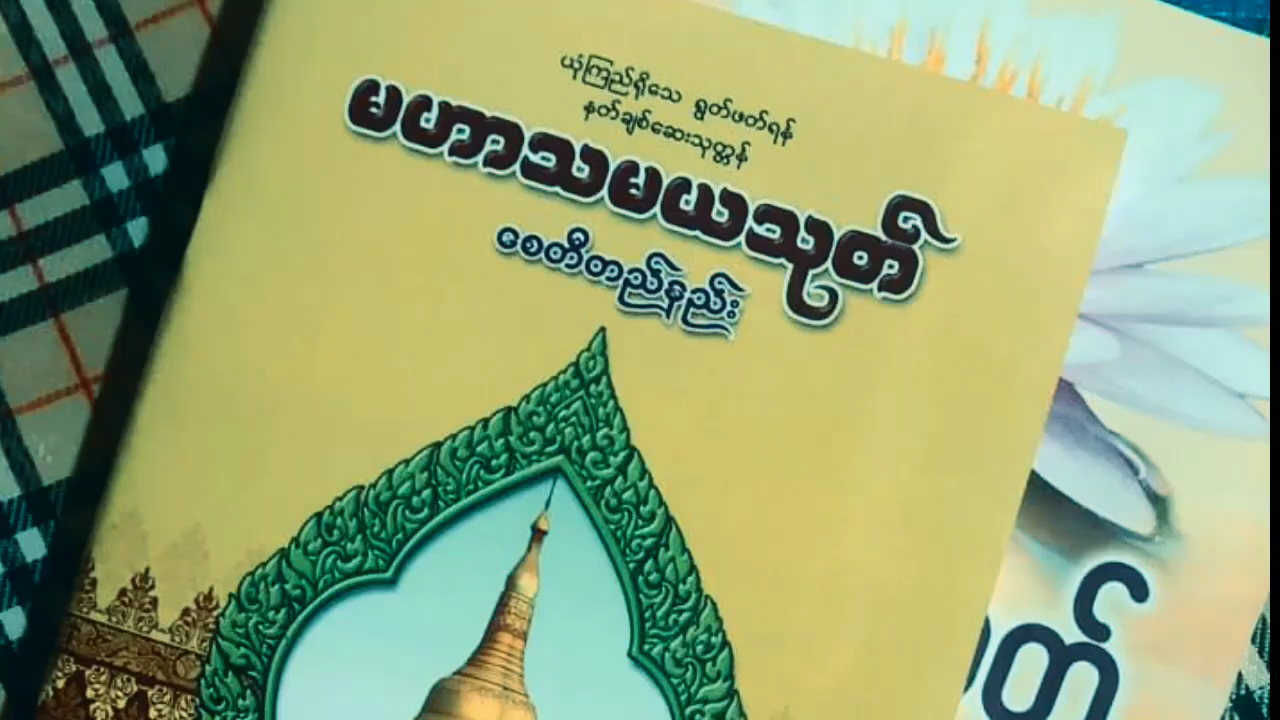 ယုံကြည်ရှိသေ ရွတ်ဖတ်ရန်
နတ်ချစ်ဆေးသုတ္တန်
မဟာသမယသုတ်
စေတီတည်နည်း